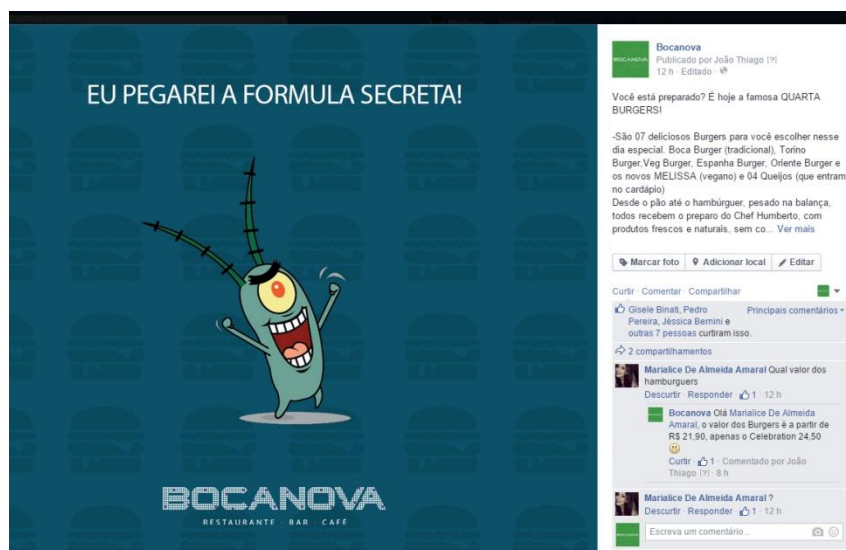 EU PEGAREI A FORMULA SECRETA!
BOCANOVA
RESTAURANTE · BAR · CAFÉ
BOCANOVA
Bocanova
Publicado por João Thiago [?]
12 h · Editado ·
Você está preparado? É hoje a famosa QUARTA
BURGERS!
-São 07 deliciosos Burgers para você escolher nesse
dia especial. Boca Burger (tradicional), Torino
Burger,Veg Burger, Espanha Burger, Oriente Burger e
os novos MELISSA (vegano) e 04 Queijos (que entram
no cardápio)
Desde o pão até o hambúrguer, pesado na balança,
todos recebem o preparo do Chef Humberto, com
produtos frescos e naturais, sem co... Ver mais
Marcar foto
Adicionar local
Editar
Curtir · Comentar · Compartilhar
Gisele Binati, Pedro
Pereira, Jéssica Bernini e
outras 7 pessoas curtiram isso.
Principais comentários
2 compartilhamentos
Marialice De Almeida Amaral Qual valor dos
hamburguers
Descurtir · Responder · 1 · 12 h
Bocanova Olá Marialice De Almeida
Amaral, o valor dos Burgers è a partir de
R$ 21,90, apenas o Celebration 24,50
Curtir · 1 · Comentado por João
Thiago [?] · 8 h
Marialice De Almeida Amaral ?
Descurtir · Responder · 1 · 12 h
Escreva um comentário...